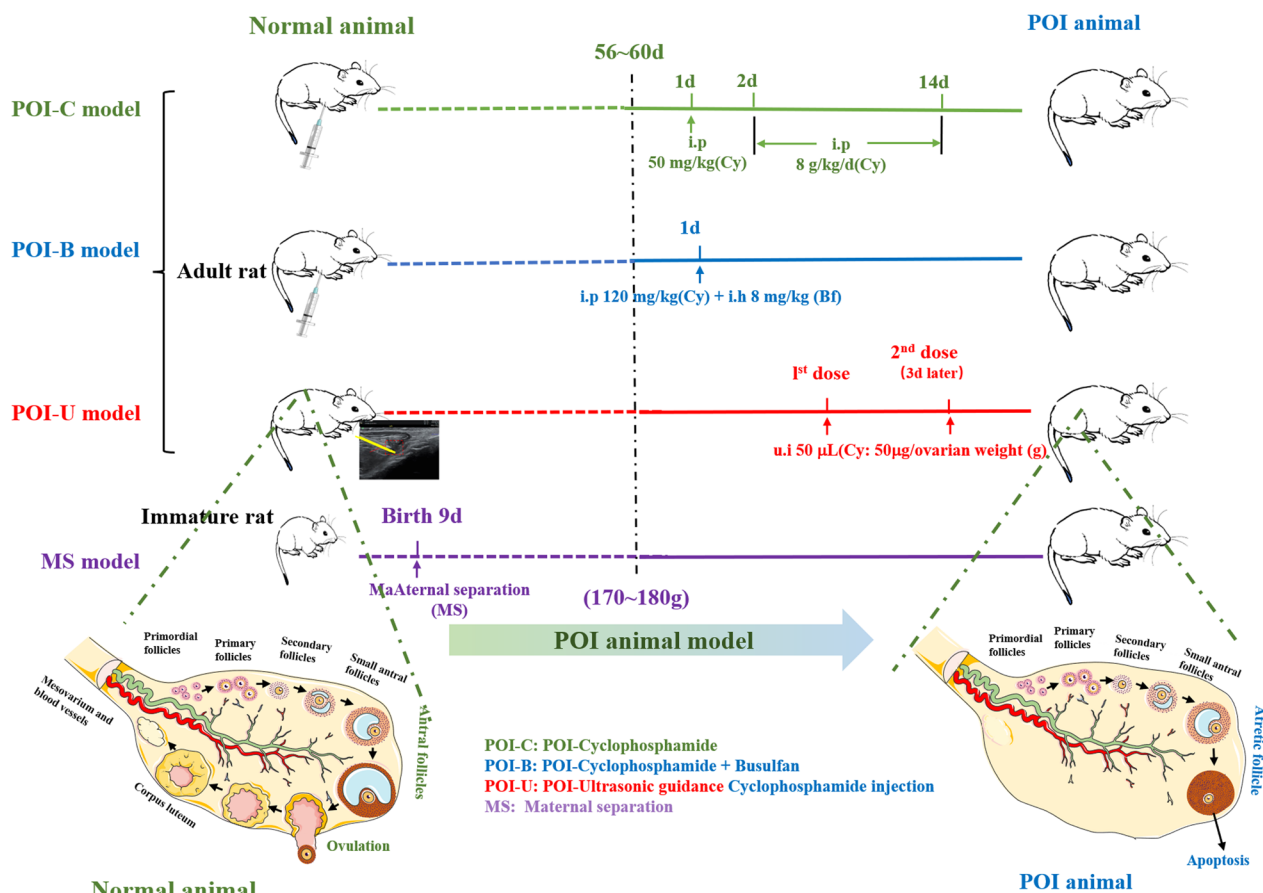 Normal animal
POI animal
56~60d
POI-C model
1d
2d
14d
i.p
50 mg/kg(Cy)
i.p
8 g/kg/d(Cy)
POI-B model
Adult rat
1d
i.p 120 mg/kg(Cy) + i.h 8 mg/kg (Bf)
POI-U model
1st dose
2nd dose
(3d later)
u.i 50 μL(Cy: 50μg/ovarian weight (g)
Immature rat
Birth 9d
MS model
MaAternal separation
(MS)
(170~180g)
POI animal model
Primordial
follicles
Primary
follicles
Secondary
follicles
Small antral
follicles
Mesovarium and
blood vessels
Antral follicles
Corpus luteum
Ovulation
Normal animal
POI-C: POI-Cyclophosphamide
POI-B: POI-Cyclophosphamide + Busulfan
POI-U: POI-Ultrasonic guidance Cyclophosphamide injection
MS: Maternal separation
Primordial
follicles
Primary
follicles
Secondary
follicles
Small antral
follicles
Atretic follicle
Apoptosis
POI animal